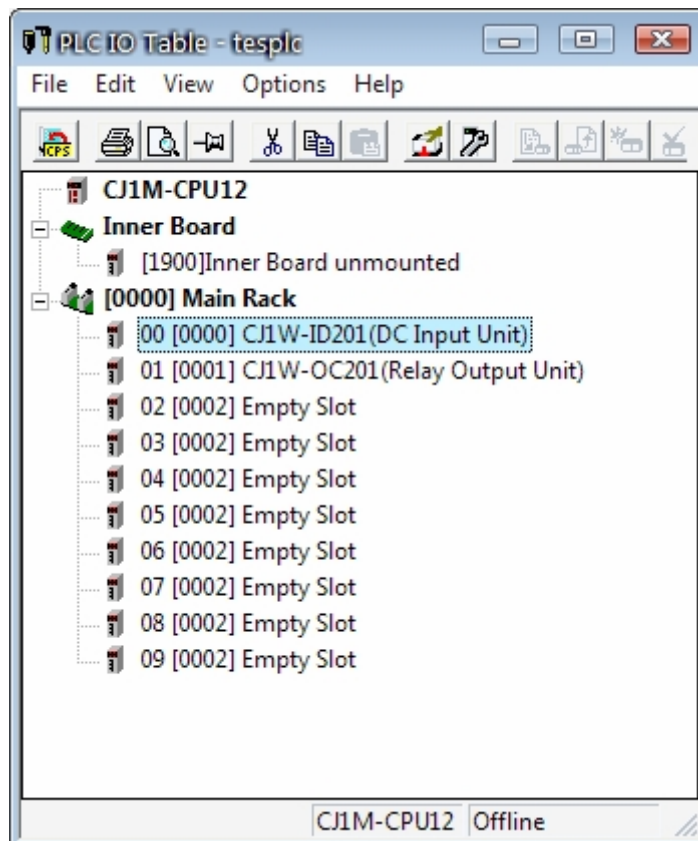 PLC IO Table - tesplc
File Edit View Options Help
CPS
CJ1M-CPU12
Inner Board
[1900]Inner Board unmounted
[0000] Main Rack
00 [0000] CJ1W-ID201(DC Input Unit)
01 [0001] CJ1W-OC201(Relay Output Unit)
02 [0002] Empty Slot
03 [0002] Empty Slot
04 [0002] Empty Slot
05 [0002] Empty Slot
06 [0002] Empty Slot
07 [0002] Empty Slot
08 [0002] Empty Slot
09 [0002] Empty Slot
CJ1M-CPU12 Offline